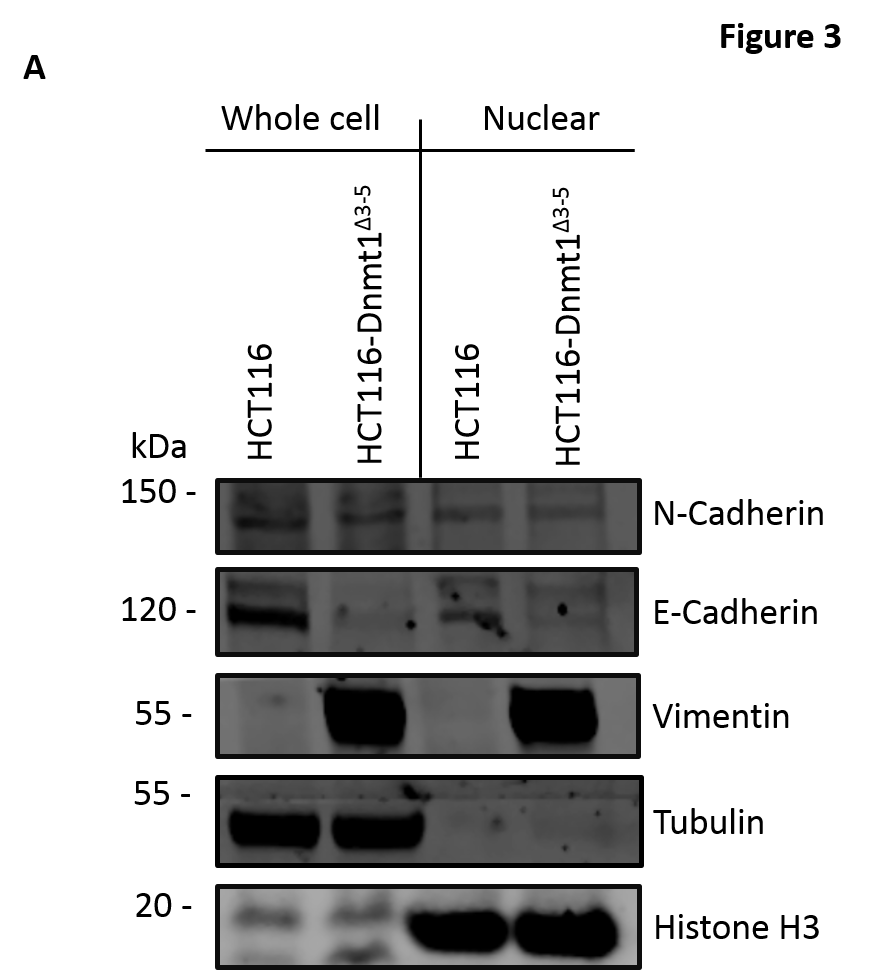 Figure 3
A
Whole cell
Nuclear
HCT116
HCT116-Dnmt1Δ3-5
HCT116
HCT116-Dnmt1Δ3-5
kDa
150 -
N-Cadherin
120 -
E-Cadherin
55 -
Vimentin
55 -
Tubulin
20 -
Histone H3